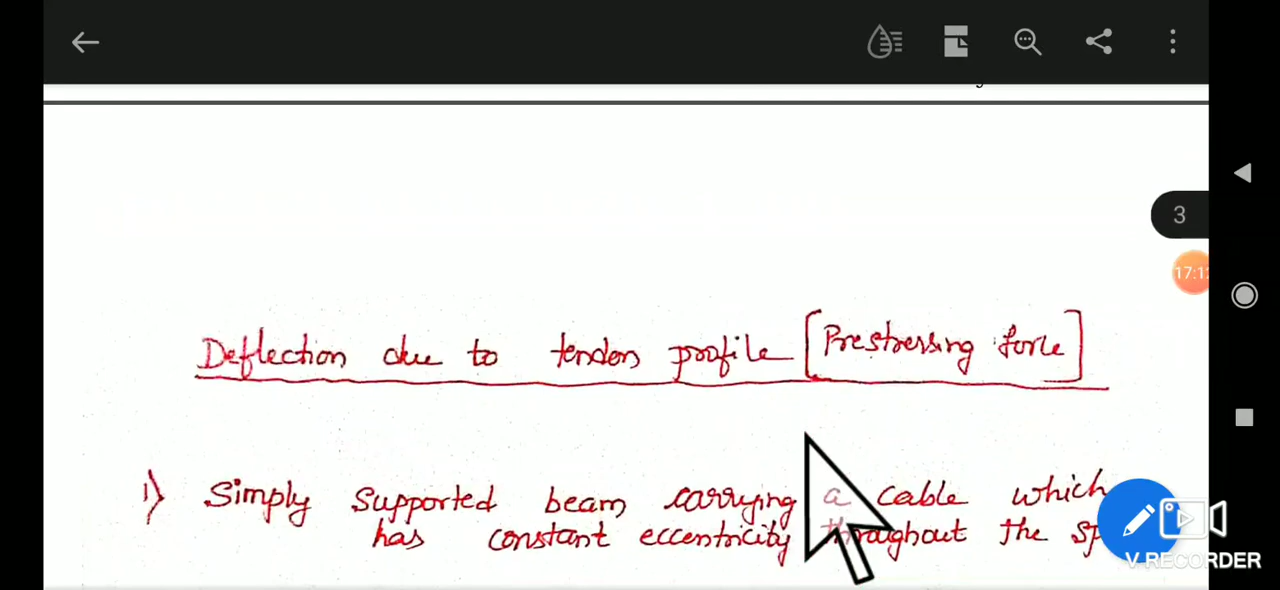 3
17:1
Deflection due to tendon profile [Prestressing force]
1) Simply supported beam carrying a cable which
has constant eccentricity throughout the sp
V RECORDER